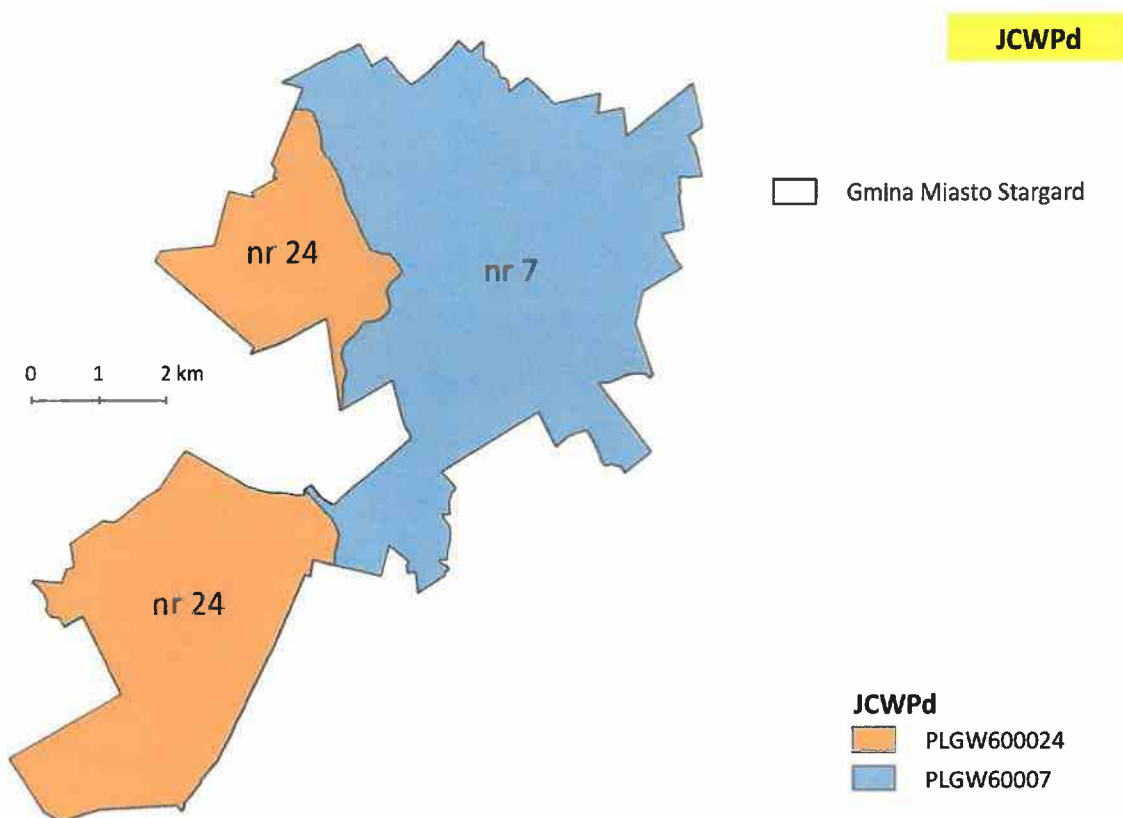 JCWPd
Gmina Miasto Stargard
nr 24
nr 7
0 1 2 km
nr 24
JCWPd
PLGW600024
PLGW60007